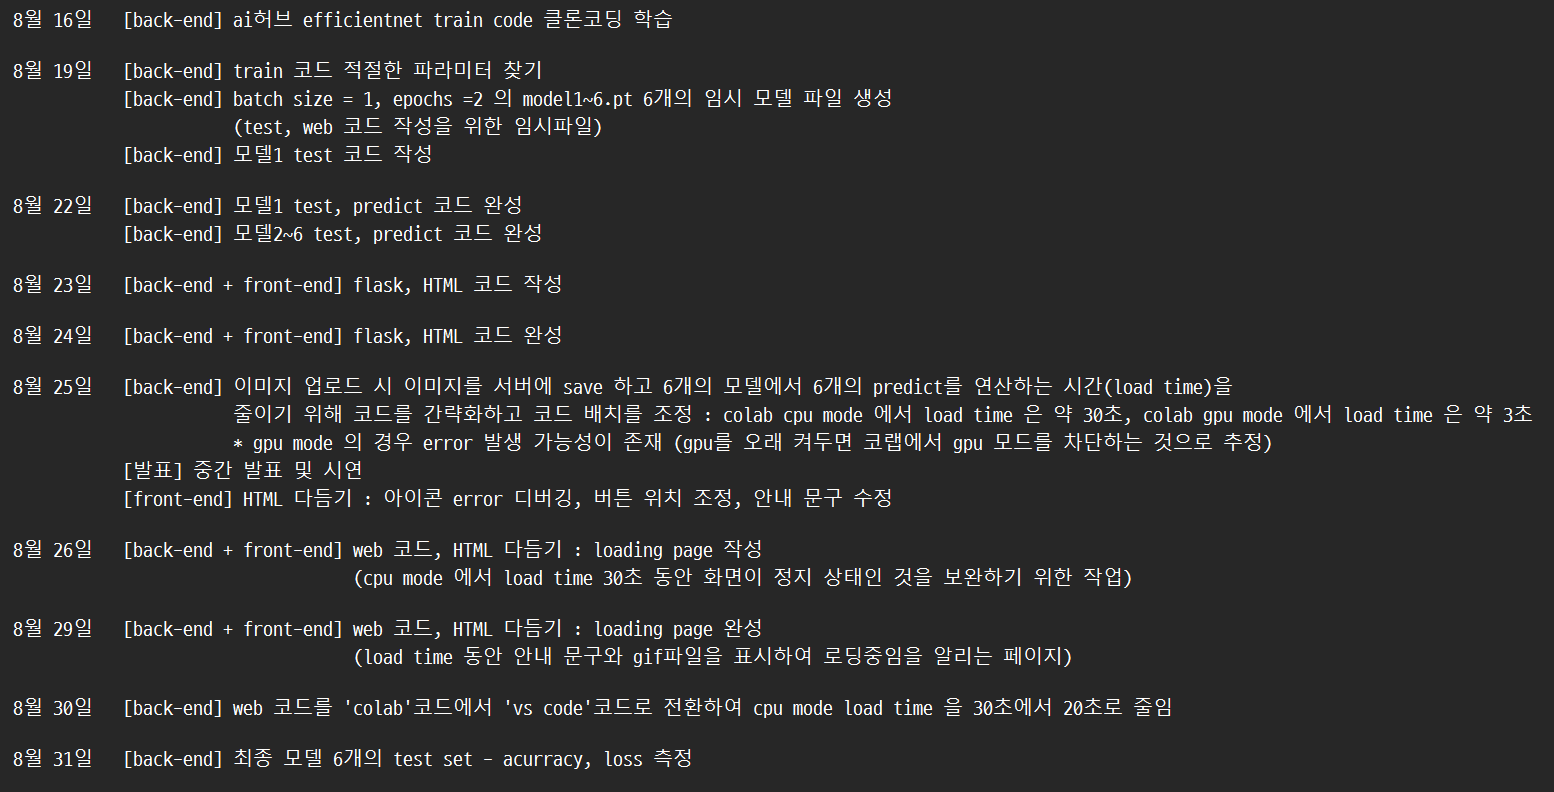 8월 16일 [back-end] ai허브 efficientnet train code 클론코딩 학습
8월 19일 [back-end] train 코드 적절한 파라미터 찾기
[back-end] batch size = 1, epochs =2 의 model1~6.pt 6개의 임시 모델 파일 생성
(test, web 코드 작성을 위한 임시파일)
[back-end] 모델1 test 코드 작성
8월 22일 [back-end] 모델1 test, predict 코드 완성
[back-end] 모델2~6 test, predict 코드 완성
8월 23일 [back-end + front-end] flask, HTML 코드 작성
8월 24일 [back-end + front-end] flask, HTML 코드 완성
8월 25일 [back-end] 이미지 업로드 시 이미지를 서버에 save 하고 6개의 모델에서 6개의 predict를 연산하는 시간(load time)을
줄이기 위해 코드를 간략화하고 코드 배치를 조정 : colab cpu mode 에서 load time 은 약 30초, colab gpu mode 에서 load time 은 약 3초
* gpu mode 의 경우 error 발생 가능성이 존재 (gpu를 오래 켜두면 코랩에서 gpu 모드를 차단하는 것으로 추정)
[발표] 중간 발표 및 시연
[front-end] HTML 다듬기 : 아이콘 error 디버깅, 버튼 위치 조정, 안내 문구 수정
8월 26일 [back-end + front-end] web 코드, HTML 다듬기 : loading page 작성
(cpu mode 에서 load time 30초 동안 화면이 정지 상태인 것을 보완하기 위한 작업)
8월 29일 [back-end + front-end] web 코드, HTML 다듬기 : loading page 완성
(load time 동안 안내 문구와 gif파일을 표시하여 로딩중임을 알리는 페이지)
8월 30일 [back-end] web 코드를 'colab'코드에서 'vs code'코드로 전환하여 cpu mode load time 을 30초에서 20초로 줄임
8월 31일 [back-end] 최종 모델 6개의 test set - acurracy, loss 측정